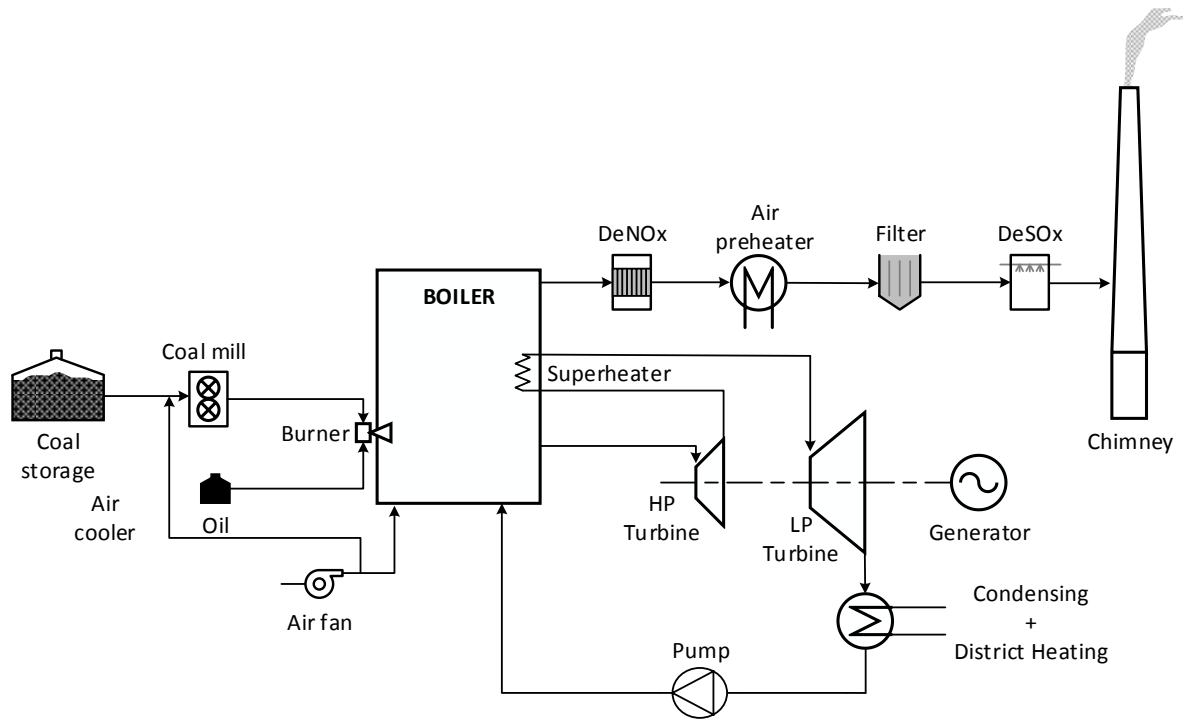 Air
preheater
DeNOx
Filter
DeSOx
BOILER
Coal mill
Superheater
Burner
Coal
storage
Chimney
Air
cooler
Oil
HP
Turbine
LP
Turbine
Generator
Air fan
Condensing
+
District Heating
Pump